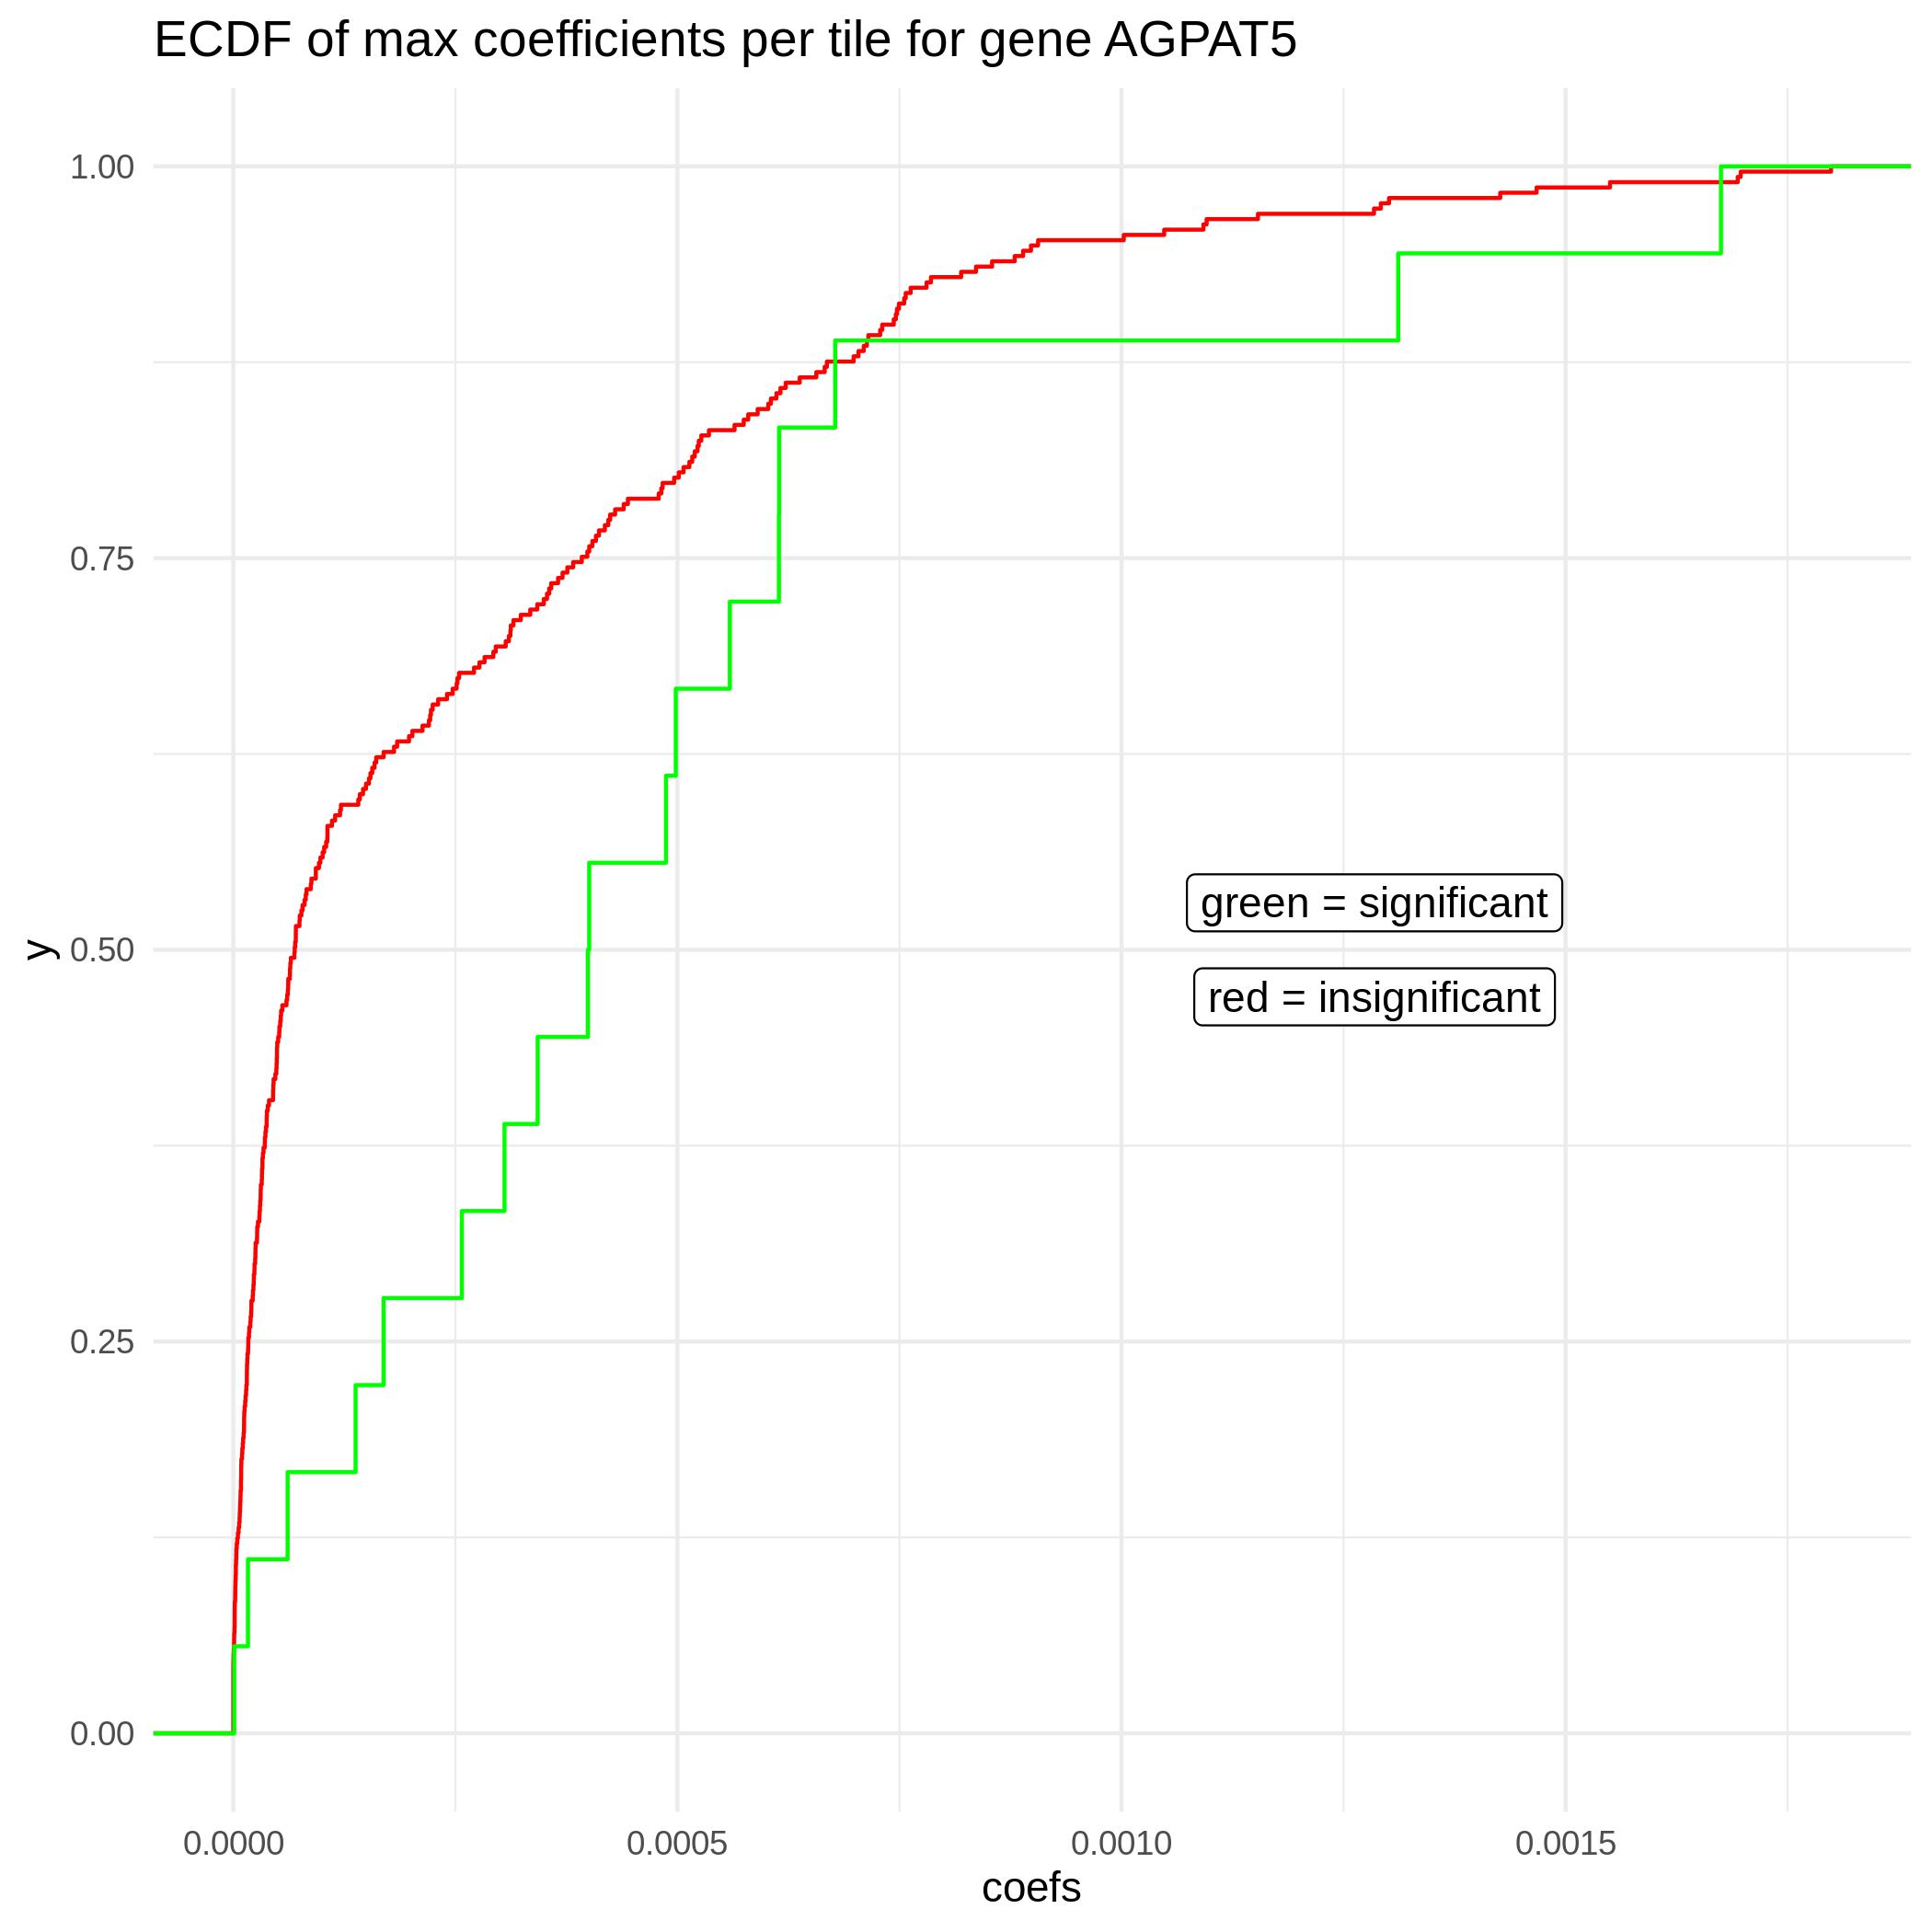 ECDF of max coefficients per tile for gene AGPAT5
1.00
0.75
0.50
0.25
0.00
y
green = significant
red = insignificant
0.0000
0.0005
0.0010
0.0015
coefs